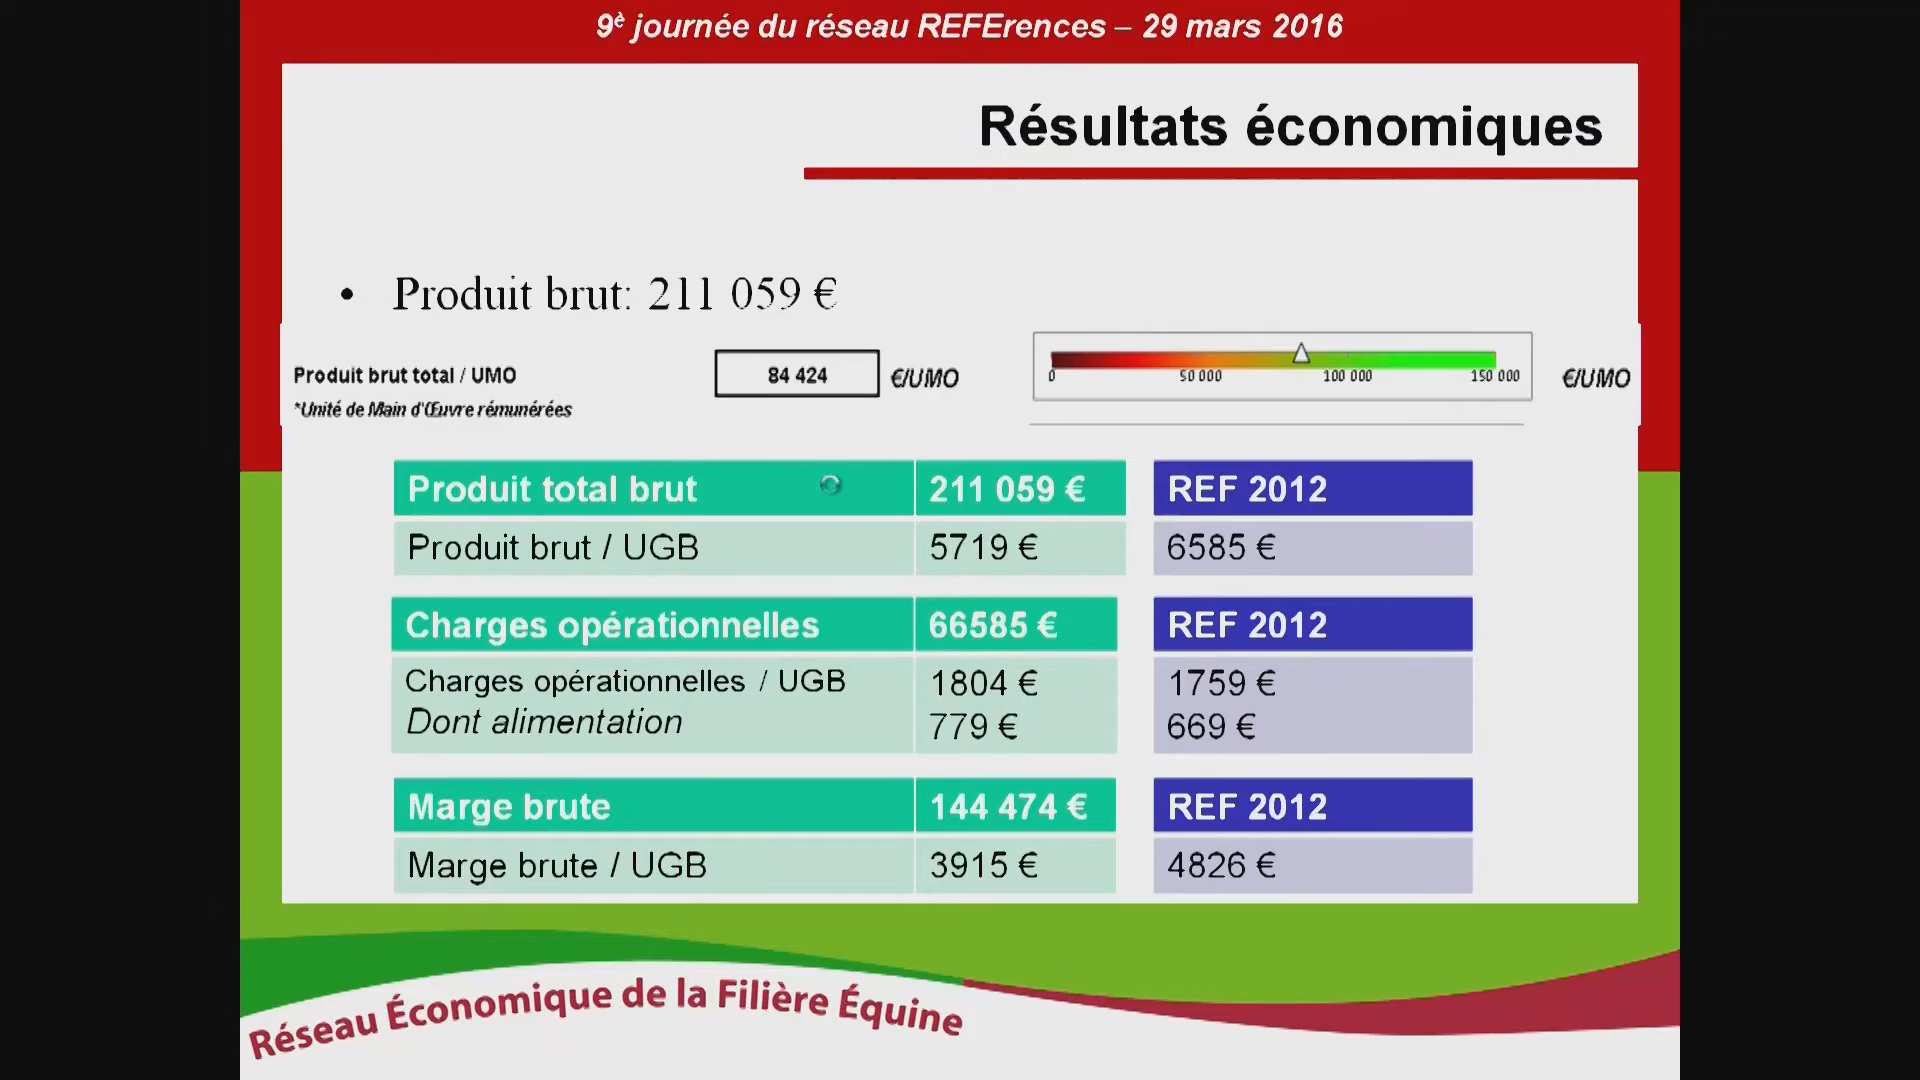 9è journée du réseau REFErences – 29 mars 2016
Résultats économiques
• Produit brut: 211 059 €
Produit brut total / UMO 84 424 €/UMO
0 50 000 100 000 150 000 €/UMO
*Unité de Main d'Œuvre rémunérées
Produit total brut 211 059 € REF 2012
Produit brut / UGB 5719 € 6585 €
Charges opérationnelles 66585 € REF 2012
Charges opérationnelles / UGB 1804 € 1759 €
Dont alimentation 779 € 669 €
Marge brute 144 474 € REF 2012
Marge brute / UGB 3915 € 4826 €
Réseau Économique de la Filière Équine